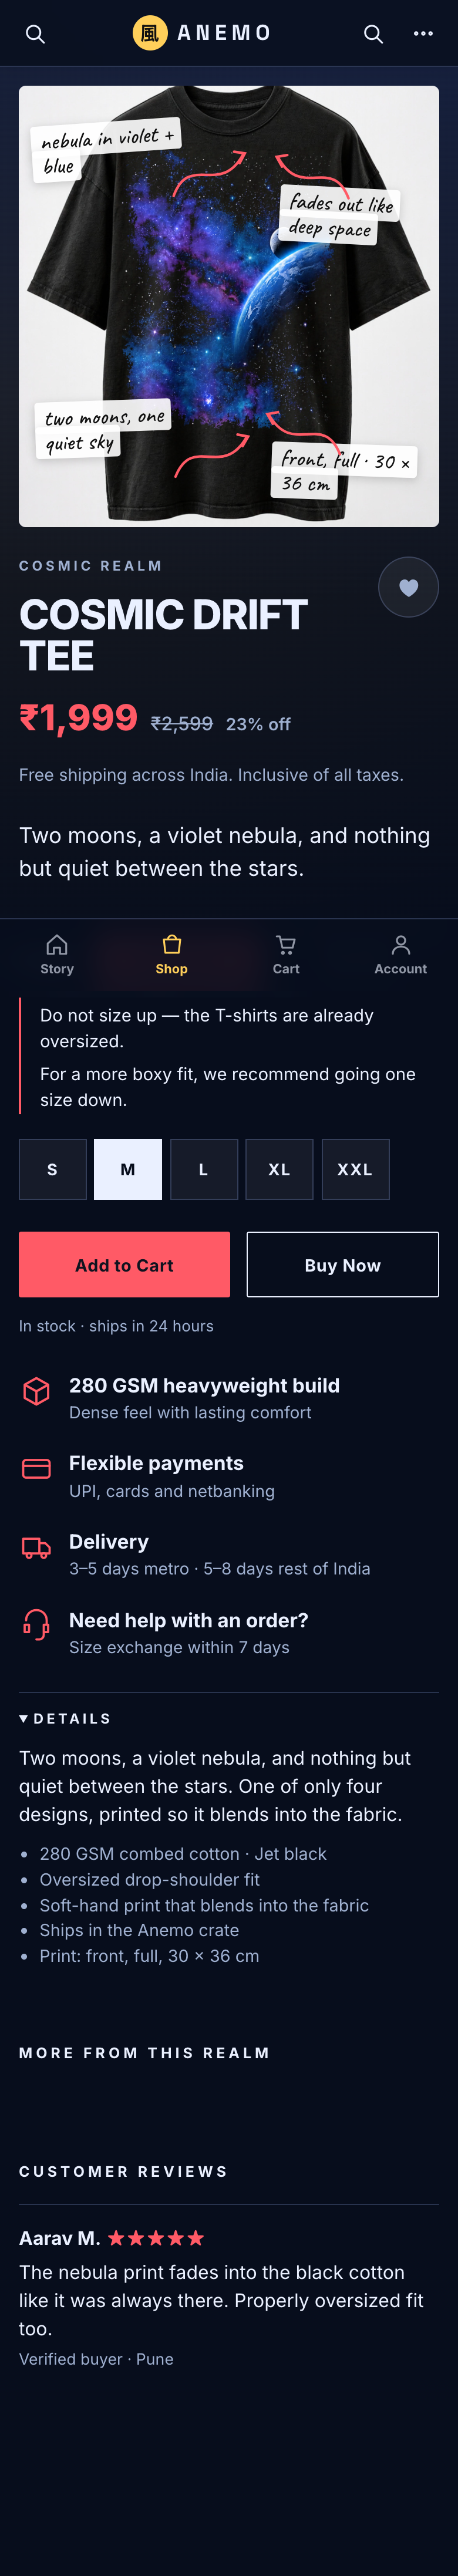 風 ANEMO
nebula in violet +
blue
fades out like
deep space
two moons, one
quiet sky
front, full · 30 ×
36 cm
COSMIC REALM
COSMIC DRIFT
TEE
₹1,999 ₹2,599 23% off
Free shipping across India. Inclusive of all taxes.
Two moons, a violet nebula, and nothing
but quiet between the stars.
Story Shop Cart Account
Do not size up — the T-shirts are already
oversized.
For a more boxy fit, we recommend going one
size down.
S M L XL XXL
Add to Cart Buy Now
In stock · ships in 24 hours
280 GSM heavyweight build
Dense feel with lasting comfort
Flexible payments
UPI, cards and netbanking
Delivery
3–5 days metro · 5–8 days rest of India
Need help with an order?
Size exchange within 7 days
DETAILS
Two moons, a violet nebula, and nothing but
quiet between the stars. One of only four
designs, printed so it blends into the fabric.
• 280 GSM combed cotton · Jet black
• Oversized drop-shoulder fit
• Soft-hand print that blends into the fabric
• Ships in the Anemo crate
• Print: front, full, 30 × 36 cm
MORE FROM THIS REALM
CUSTOMER REVIEWS
Aarav M. ★★★★★
The nebula print fades into the black cotton
like it was always there. Properly oversized fit
too.
Verified buyer · Pune